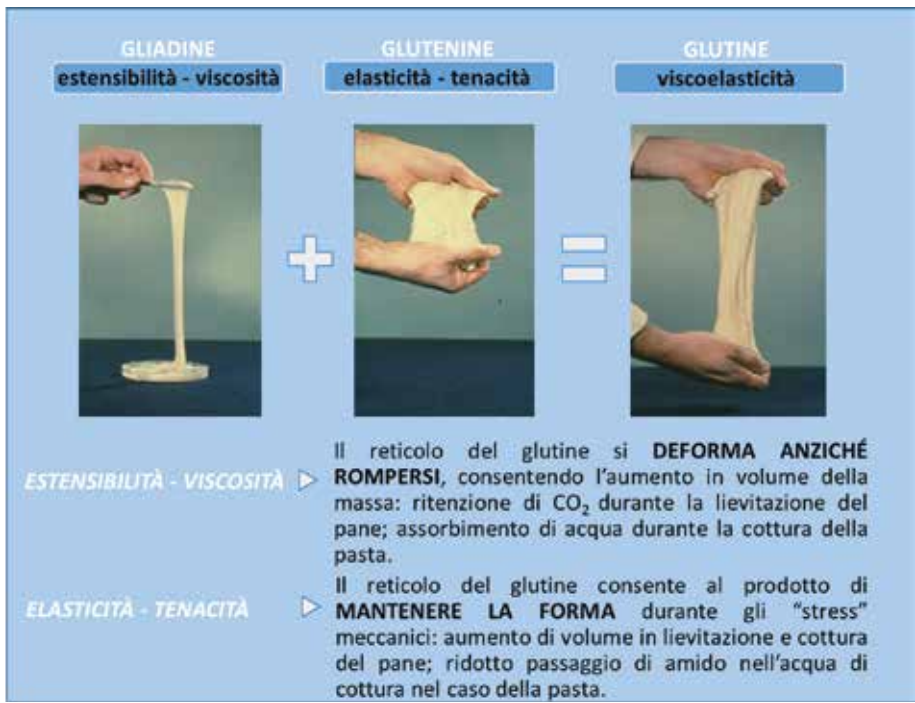 GLIADINE
estensibilità - viscosità
GLUTENINE
elasticità - tenacità
GLUTINE
viscoelasticità
ESTENSIBILITÀ - VISCOSITÀ
Il reticolo del glutine si DEFORMA ANZICHÉ
ROMPERSI, consentendo l'aumento in volume della
massa: ritenzione di CO₂ durante la lievitazione del
pane; assorbimento di acqua durante la cottura della
pasta.
ELASTICITÀ - TENACITÀ
Il reticolo del glutine consente al prodotto di
MANTENERE LA FORMA durante gli "stress"
meccanici: aumento di volume in lievitazione e cottura
del pane; ridotto passaggio di amido nell'acqua di
cottura nel caso della pasta.